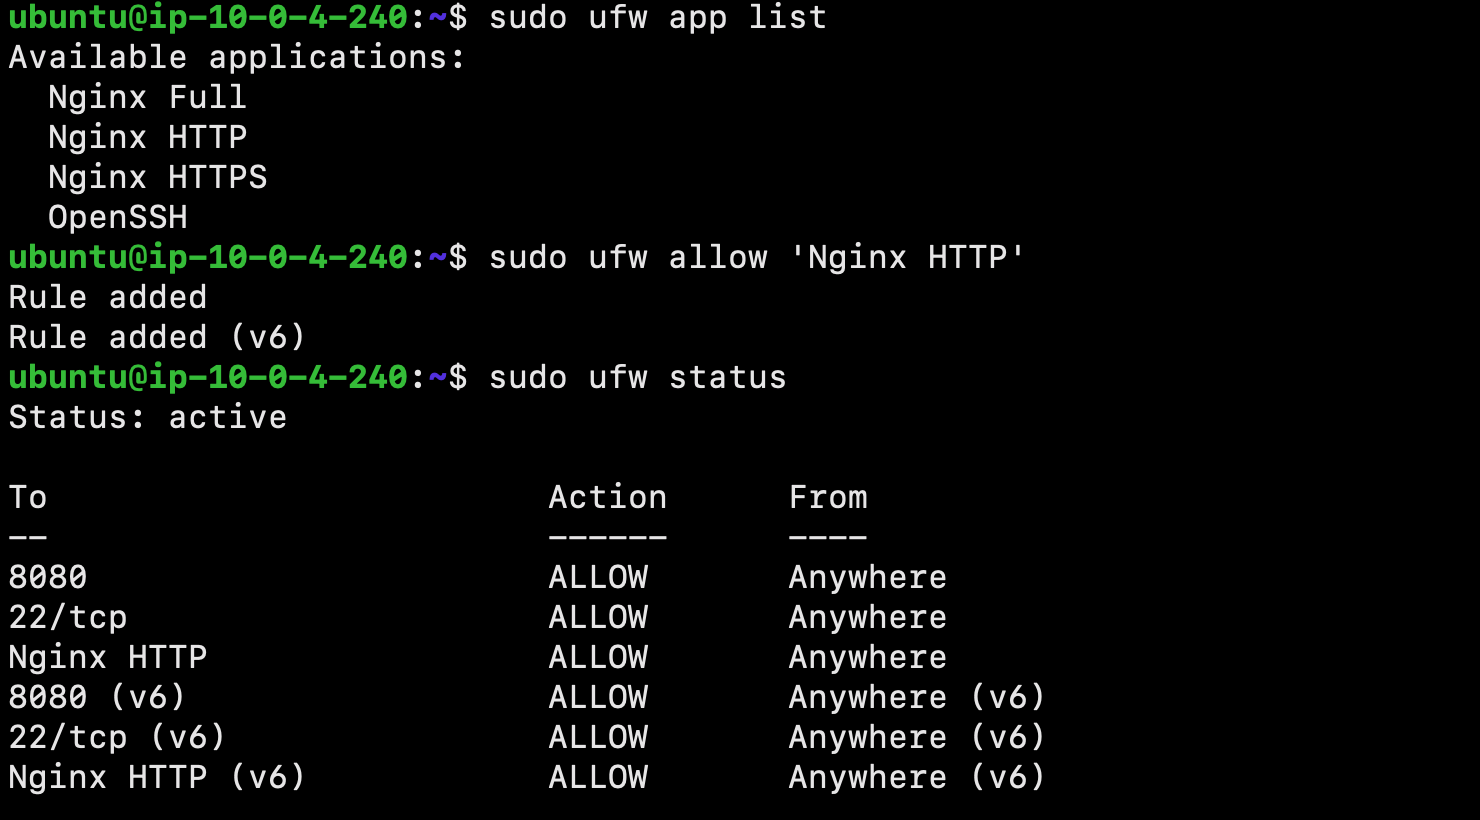 ubuntu@ip-10-0-4-240:~$ sudo ufw app list
Available applications:
  Nginx Full
  Nginx HTTP
  Nginx HTTPS
  OpenSSH
ubuntu@ip-10-0-4-240:~$ sudo ufw allow 'Nginx HTTP'
Rule added
Rule added (v6)
ubuntu@ip-10-0-4-240:~$ sudo ufw status
Status: active

To                         Action      From
--                         ------      ----
8080                       ALLOW       Anywhere
22/tcp                     ALLOW       Anywhere
Nginx HTTP                 ALLOW       Anywhere
8080 (v6)                  ALLOW       Anywhere (v6)
22/tcp (v6)                ALLOW       Anywhere (v6)
Nginx HTTP (v6)            ALLOW       Anywhere (v6)